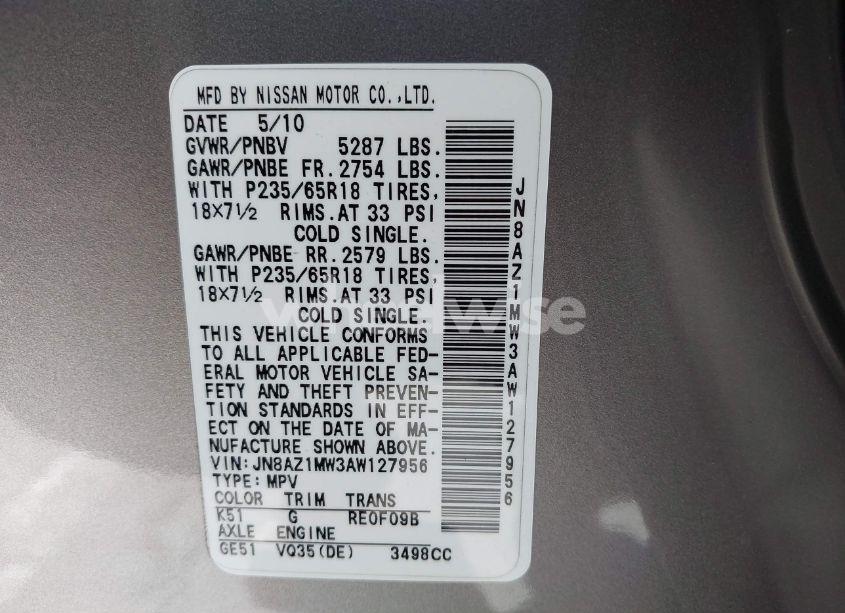 MFD BY NISSAN MOTOR CO.,LTD.
DATE 5/10
GVWR/PNBV 5287 LBS.
GAWR/PNBE FR. 2754 LBS.
WITH P235/65R18 TIRES,
18X7½ RIMS.AT 33 PSI
COLD SINGLE.
GAWR/PNBE RR. 2579 LBS.
WITH P235/65R18 TIRES,
18X7½ RIMS.AT 33 PSI
COLD SINGLE.
THIS VEHICLE CONFORMS
TO ALL APPLICABLE FED-
ERAL MOTOR VEHICLE SA-
FETY AND THEFT PREVEN-
TION STANDARDS IN EFF-
ECT ON THE DATE OF MA-
NUFACTURE SHOWN ABOVE.
VIN:JN8AZ1MW3AW127956
TYPE:MPV
COLOR TRIM TRANS
K51 G RE0F09B
AXLE ENGINE
GE51 VQ35(DE) 3498CC
JN8AZ1MW3AW127956